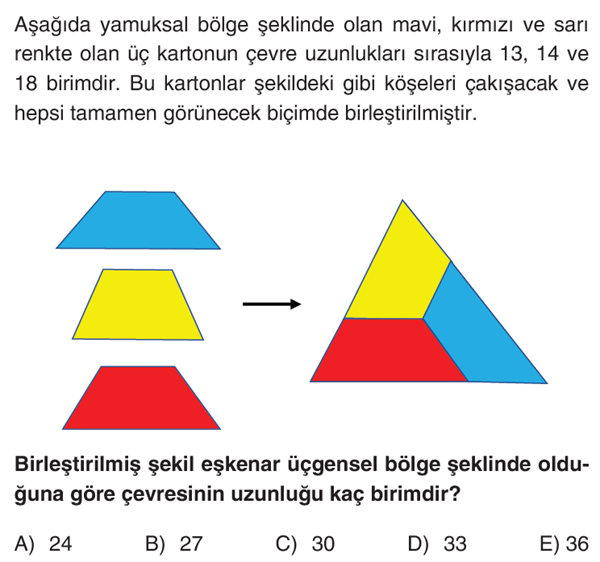 Aşağıda yamuksal bölge şeklinde olan mavi, kırmızı ve sarı
renkte olan üç kartonun çevre uzunlukları sırasıyla 13, 14 ve
18 birimdir. Bu kartonlar şekildeki gibi köşeleri çakışacak ve
hepsi tamamen görünecek biçimde birleştirilmiştir.
Birleştirilmiş şekil eşkenar üçgensel bölge şeklinde oldu-
ğuna göre çevresinin uzunluğu kaç birimdir?
A) 24 B) 27 C) 30 D) 33 E) 36